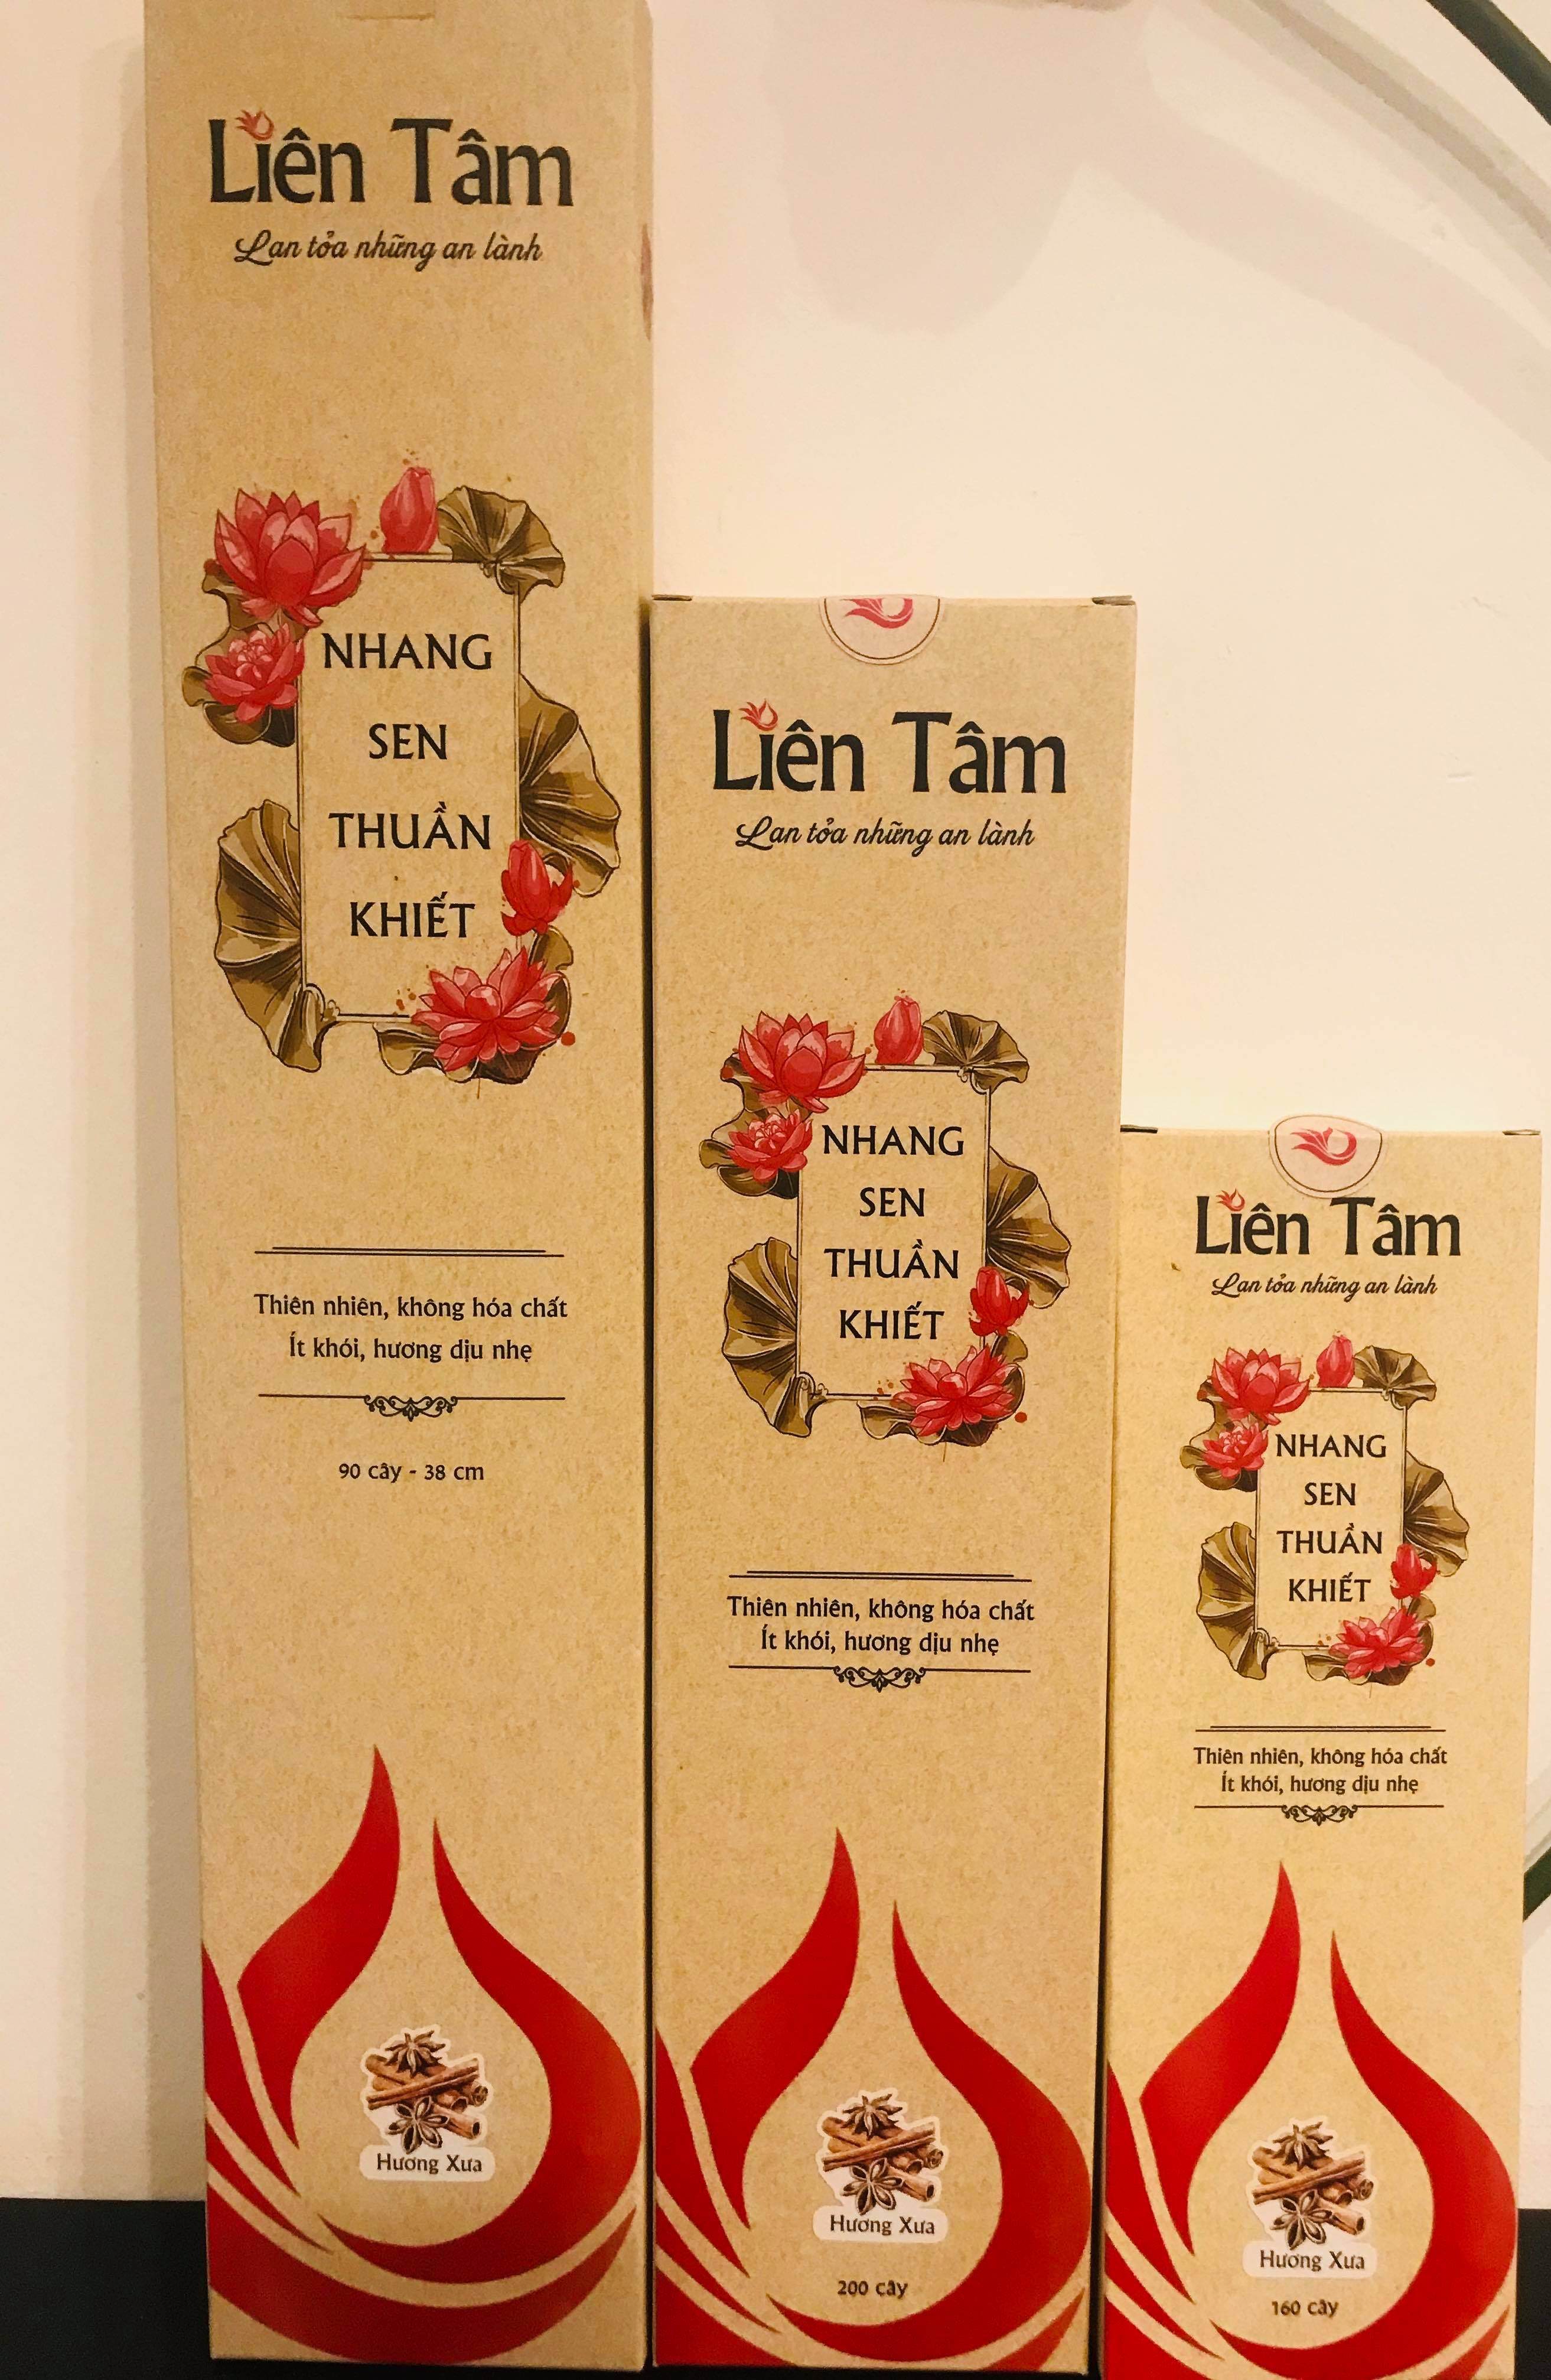 Liên Tâm
Lan tỏa những an lành
NHANG
SEN
THUẦN
KHIẾT
Thiên nhiên, không hóa chất
Ít khói, hương dịu nhẹ
90 cây - 38 cm
Hương Xưa
Liên Tâm
Lan tỏa những an lành
NHANG
SEN
THUẦN
KHIẾT
Thiên nhiên, không hóa chất
Ít khói, hương dịu nhẹ
Hương Xưa
200 cây
Liên Tâm
Lan tỏa những an lành
NHANG
SEN
THUẦN
KHIẾT
Thiên nhiên, không hóa chất
Ít khói, hương dịu nhẹ
Hương Xưa
160 cây